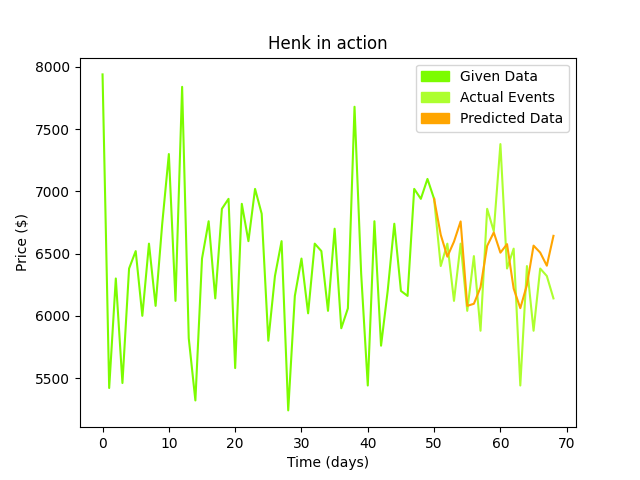 Henk in action
Given Data
Actual Events
Predicted Data
Price ($)
8000
7500
7000
6500
6000
5500
0 10 20 30 40 50 60 70
Time (days)